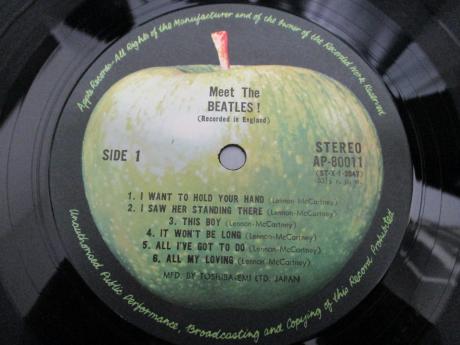 Apple Records-All Rights of the Manufacturer and of the Owner of the Recorded Work Reserved
Meet The
BEATLES!
(Recorded in England)
SIDE 1
STEREO
AP-80011
(ST-X-1-2047)
1. I WANT TO HOLD YOUR HAND (Lennon-McCartney)
2. I SAW HER STANDING THERE (Lennon-McCartney)
3. THIS BOY (Lennon-McCartney)
4. IT WON'T BE LONG (Lennon-McCartney)
5. ALL I'VE GOT TO DO (Lennon-McCartney)
6. ALL MY LOVING (Lennon-McCartney)
MFD. BY TOSHIBA-EMI LTD. JAPAN
Unauthorized Public Performance, Broadcasting and Copying of this Record Prohibited